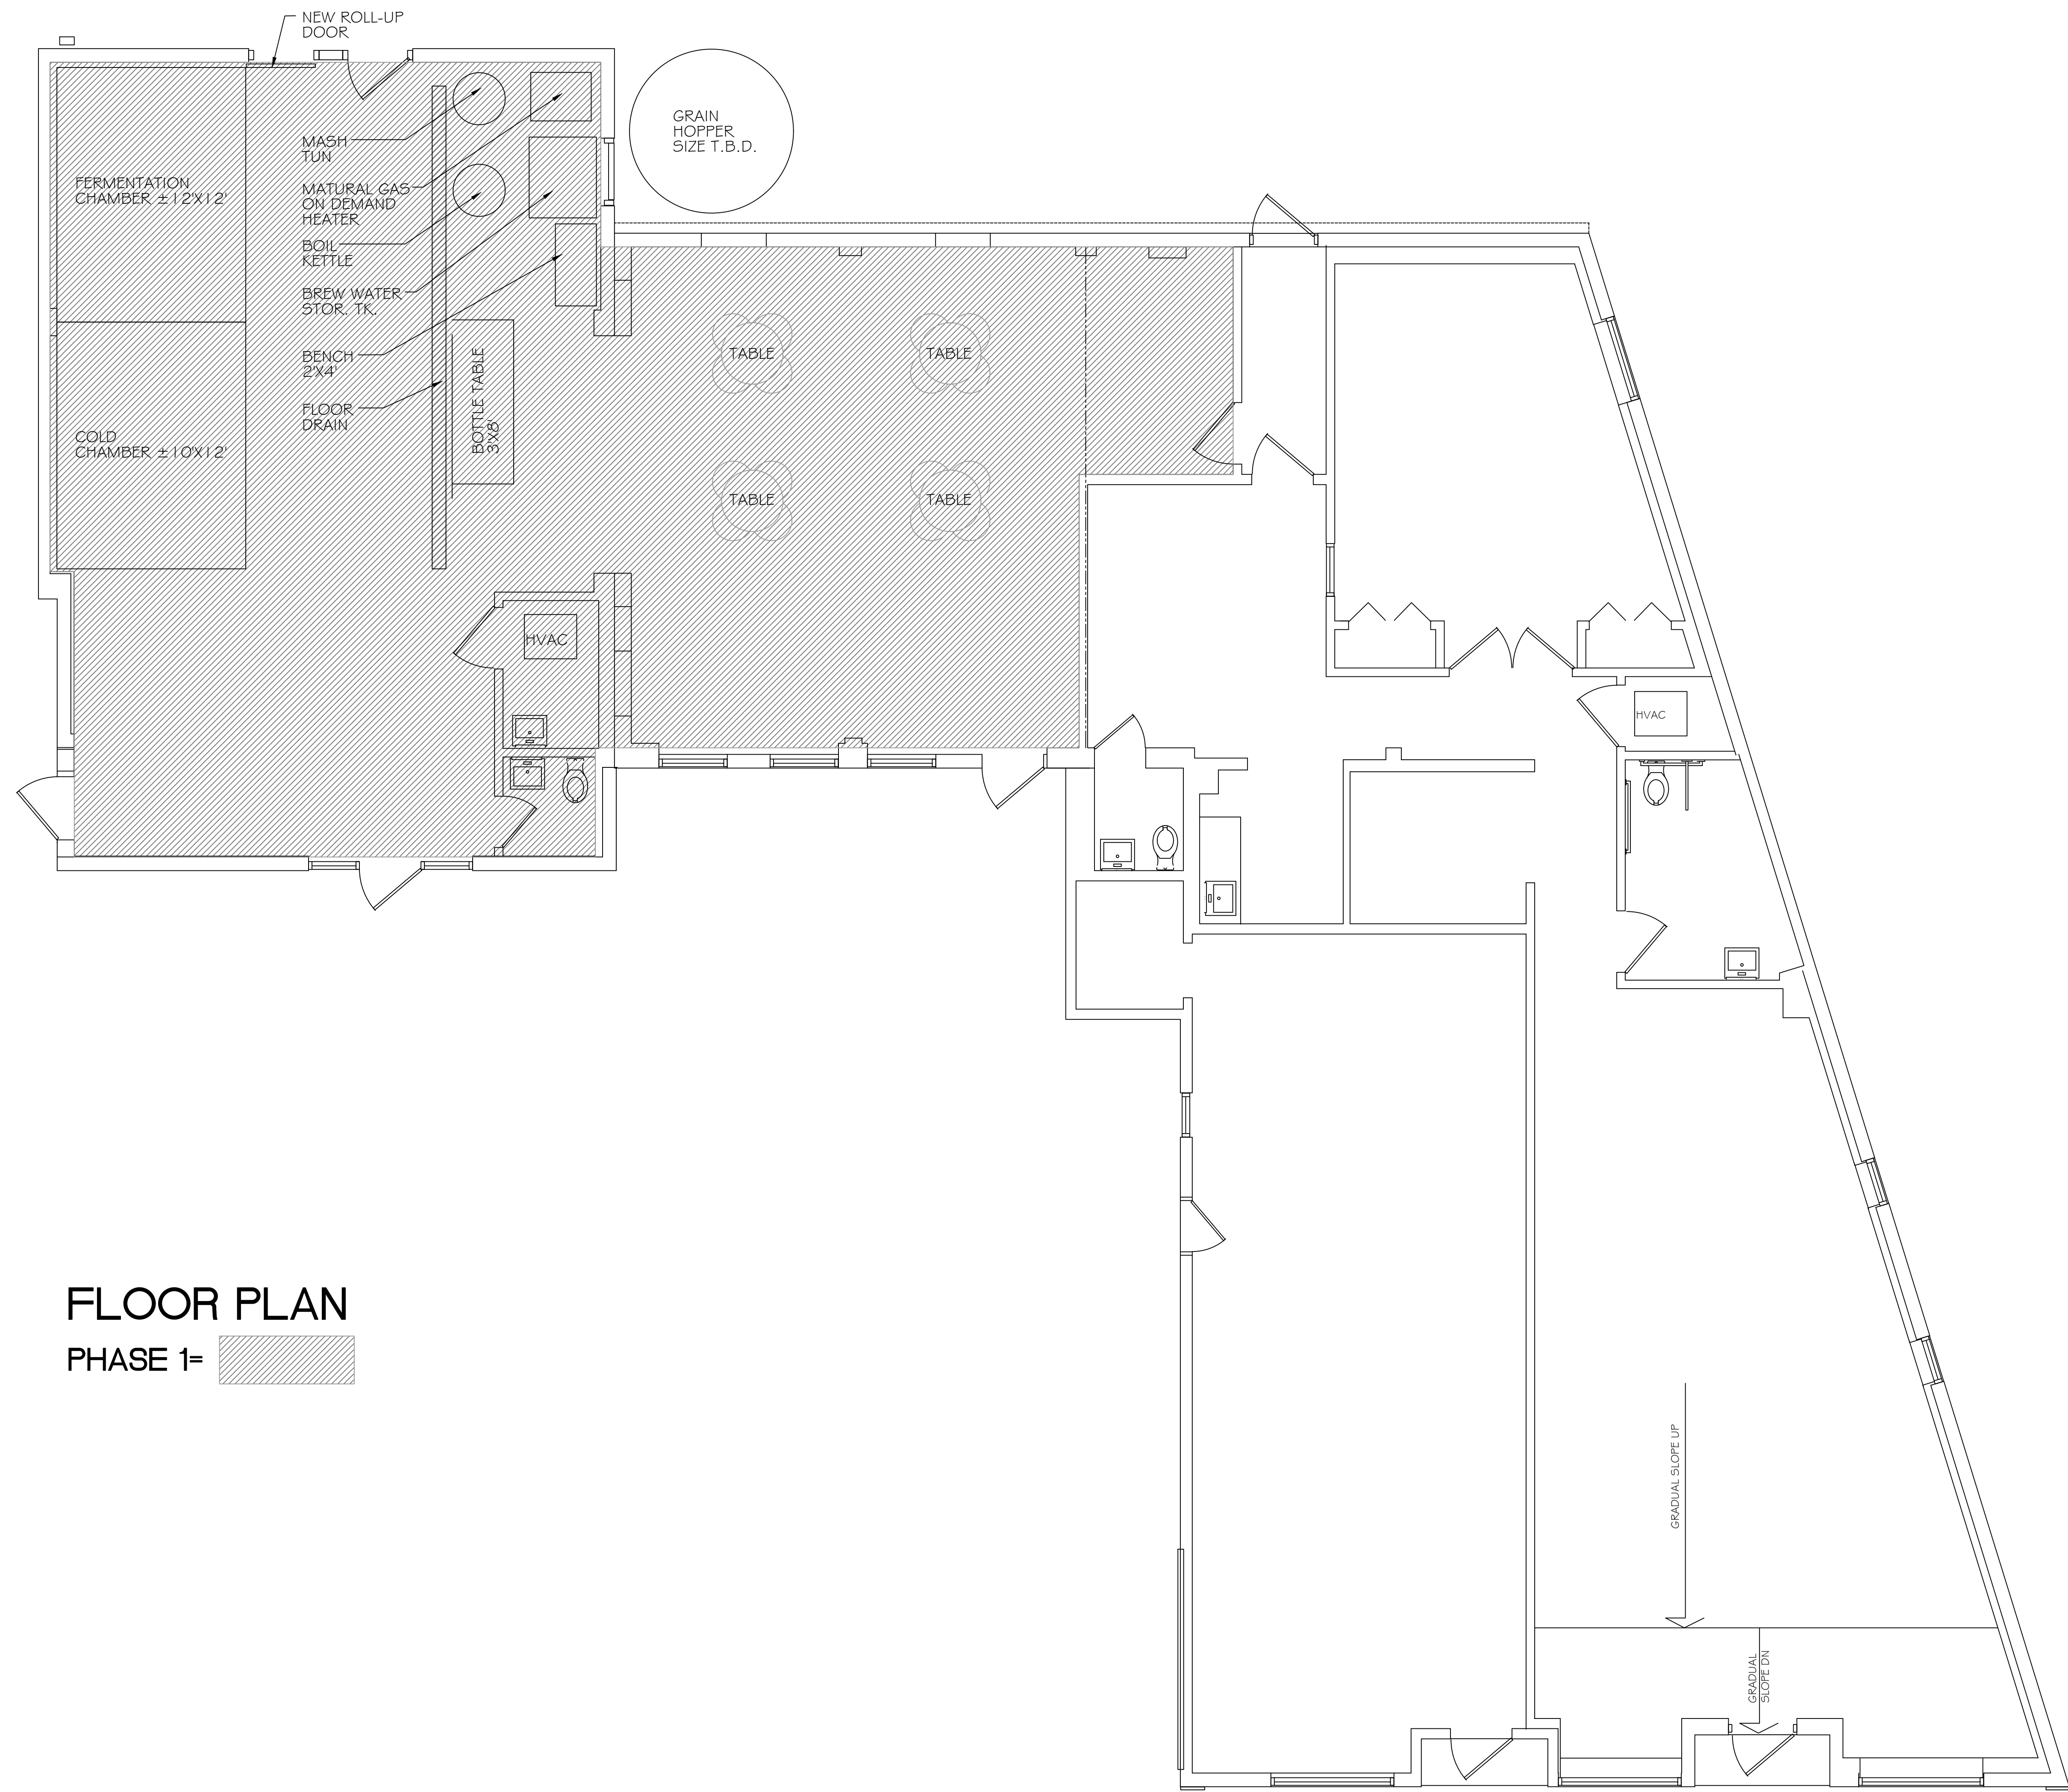 NEW ROLL-UP
DOOR
GRAIN
HOPPER
SIZE T.B.D.
MASH
TUN
FERMENTATION
CHAMBER ±12'X12'
MATURAL GAS
ON DEMAND
HEATER
BOIL
KETTLE
BREW WATER
STOR. TK.
BENCH
2'X4'
FLOOR
DRAIN
BOTTLE TABLE
3'X8'
COLD
CHAMBER ±10'X12'
TABLE
TABLE
TABLE
TABLE
HVAC
HVAC
FLOOR PLAN
PHASE 1=
GRADUAL SLOPE UP
GRADUAL
SLOPE DN